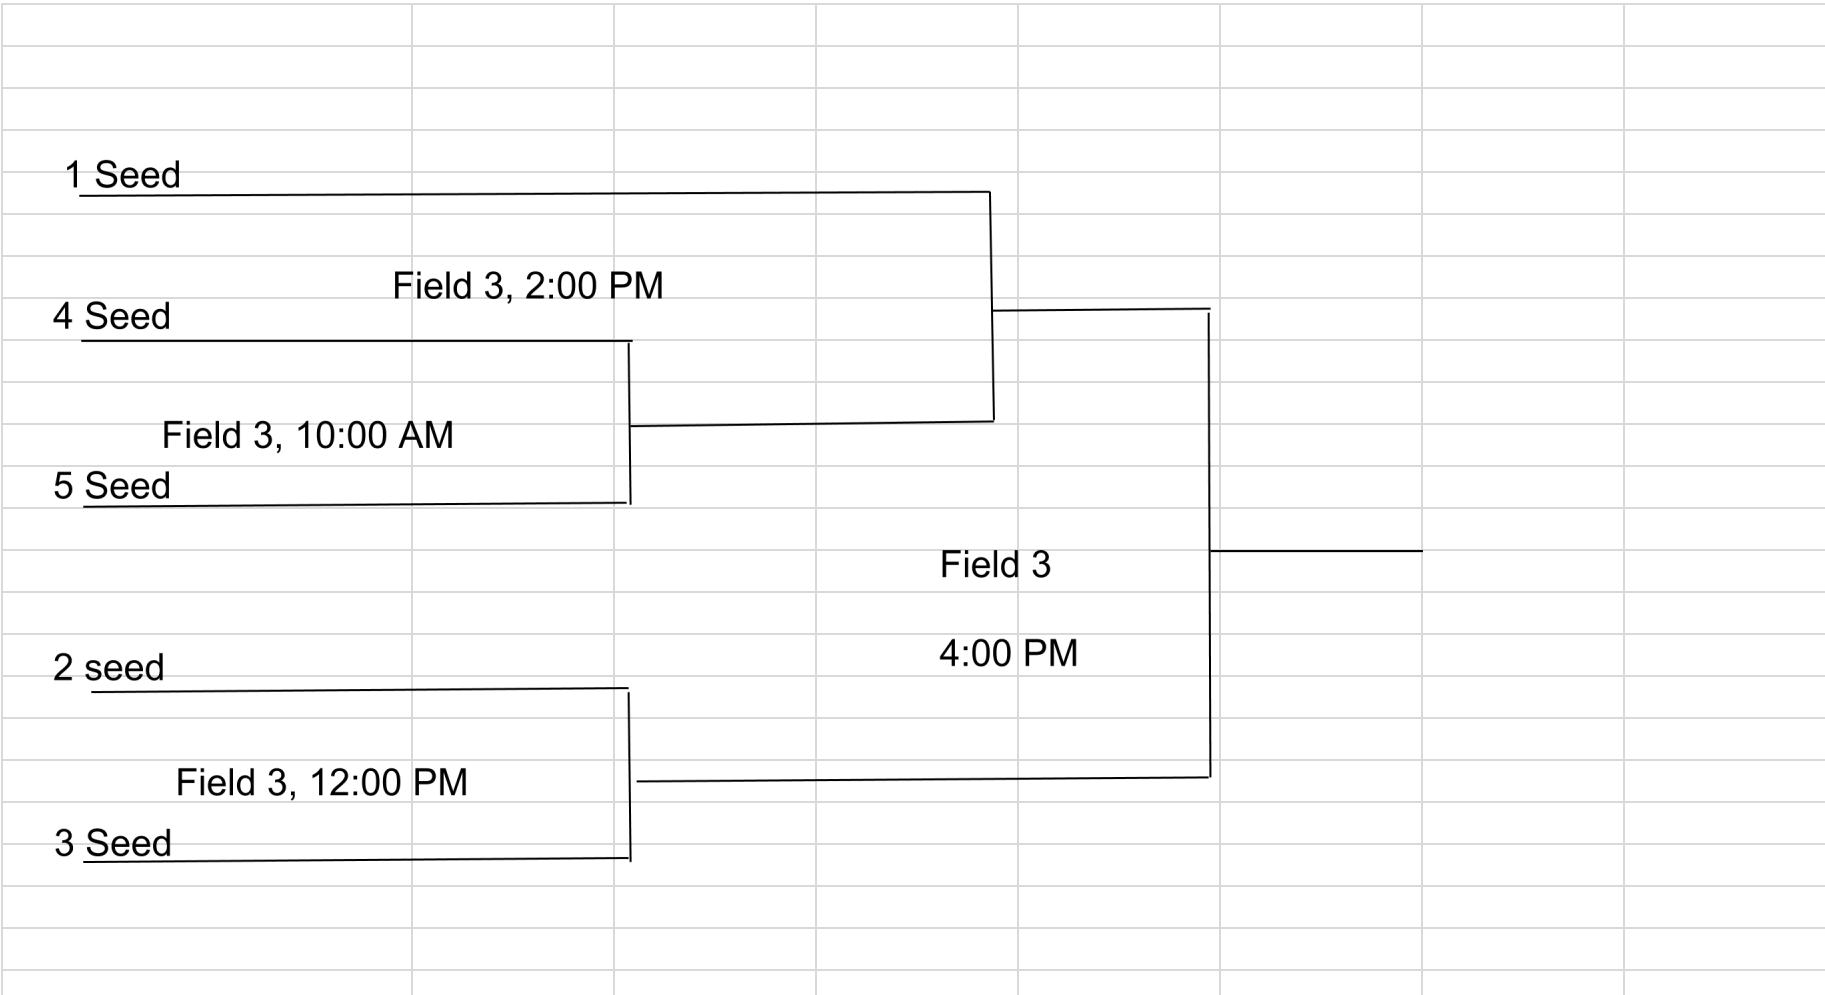 1 Seed
Field 3, 2:00 PM
4 Seed
Field 3, 10:00 AM
5 Seed
Field 3
4:00 PM
2 seed
Field 3, 12:00 PM
3 Seed